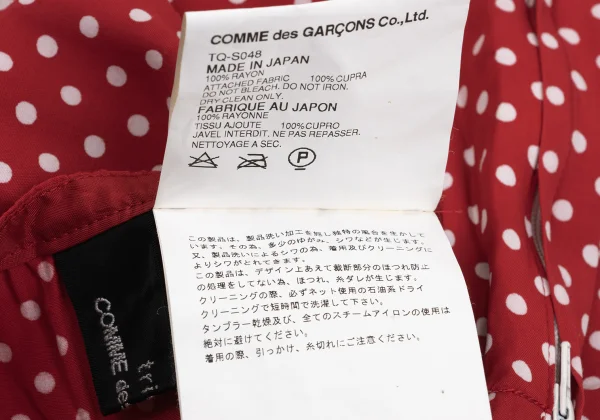 COMME des GARÇONS Co.,Ltd.
TQ-S048
MADE IN JAPAN
100% RAYON
ATTACHED FABRIC 100% CUPRA
DO NOT BLEACH. DO NOT IRON.
DRY CLEAN ONLY.
FABRIQUE AU JAPON
100% RAYONNE
TISSU AJOUTE 100%CUPRO
JAVEL INTERDIT. NE PAS REPASSER.
NETTOYAGE A SEC.
P
この製品は、製品洗い加工を施し独特の風合を生かして
います。その為、多少のゆがみ、シワなどが生じます。
又、製品洗いによるシワの為、着用及びクリーニングに
よりシワがとれてきます。
この製品は、デザイン上あえて裁断部分のほつれ防止
の処理をしてない為、ほつれ、糸ダレが生じます。
クリーニングの際、必ずネット使用の石油系ドライ
クリーニングで短時間で洗濯して下さい。
タンブラー乾燥及び、全てのスチームアイロンの使用は
絶対に避けてください。
着用の際、引っかけ、糸切れにご注意ください。
tri
COMME des